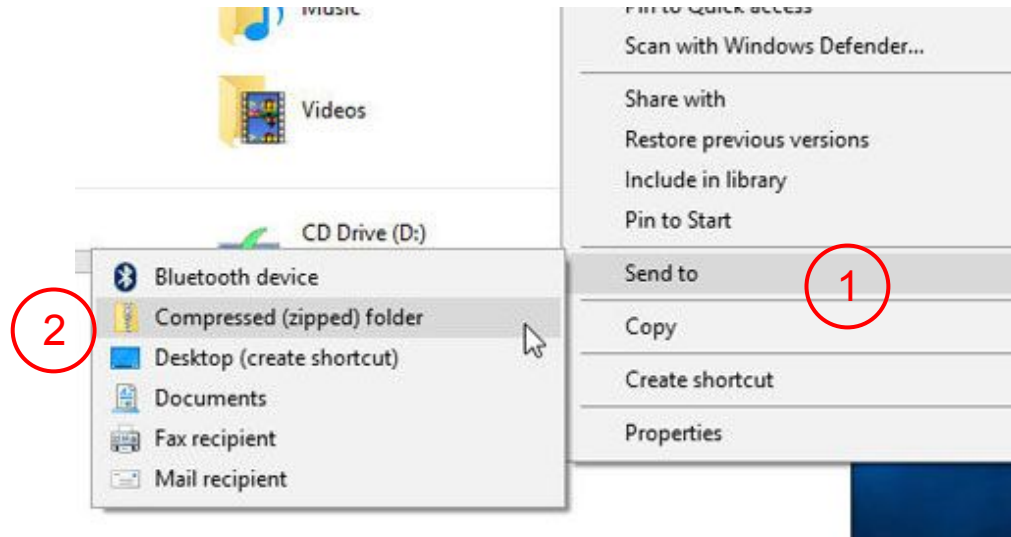 Music
Videos
CD Drive (D:)
Pin to Quick access
Scan with Windows Defender...
Share with
Restore previous versions
Include in library
Pin to Start
Send to
1
Copy
Create shortcut
Properties
Bluetooth device
2
Compressed (zipped) folder
Desktop (create shortcut)
Documents
Fax recipient
Mail recipient